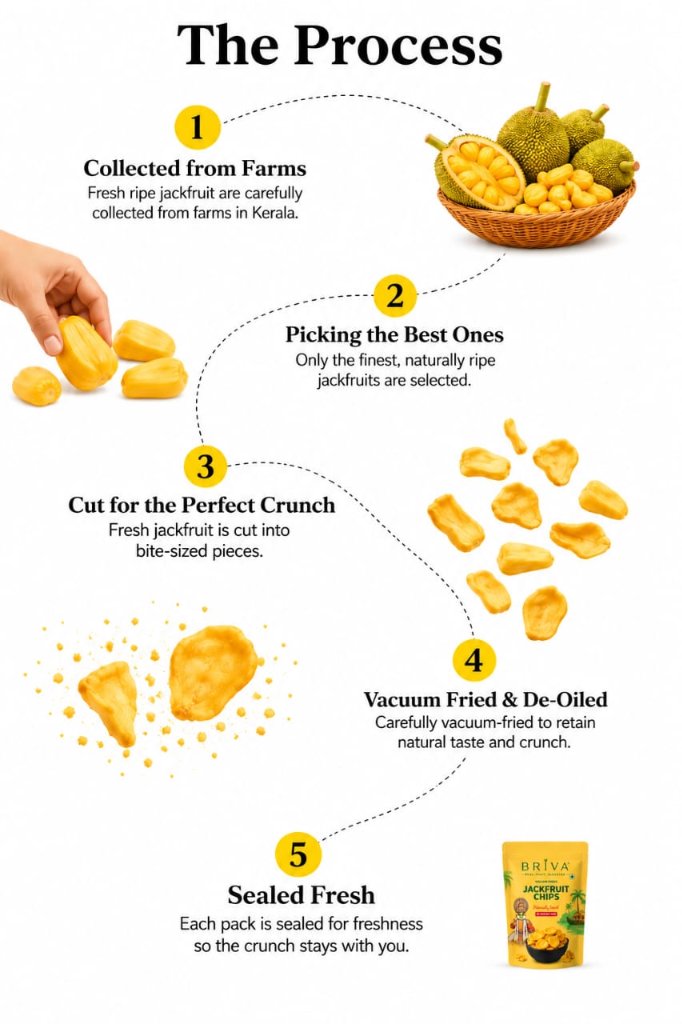 The Process
1
Collected from Farms
Fresh ripe jackfruit are carefully
collected from farms in Kerala.
2
Picking the Best Ones
Only the finest, naturally ripe
jackfruits are selected.
3
Cut for the Perfect Crunch
Fresh jackfruit is cut into
bite-sized pieces.
4
Vacuum Fried & De-Oiled
Carefully vacuum-fried to retain
natural taste and crunch.
5
Sealed Fresh
Each pack is sealed for freshness
so the crunch stays with you.
BRIVA
JACKFRUIT
CHIPS